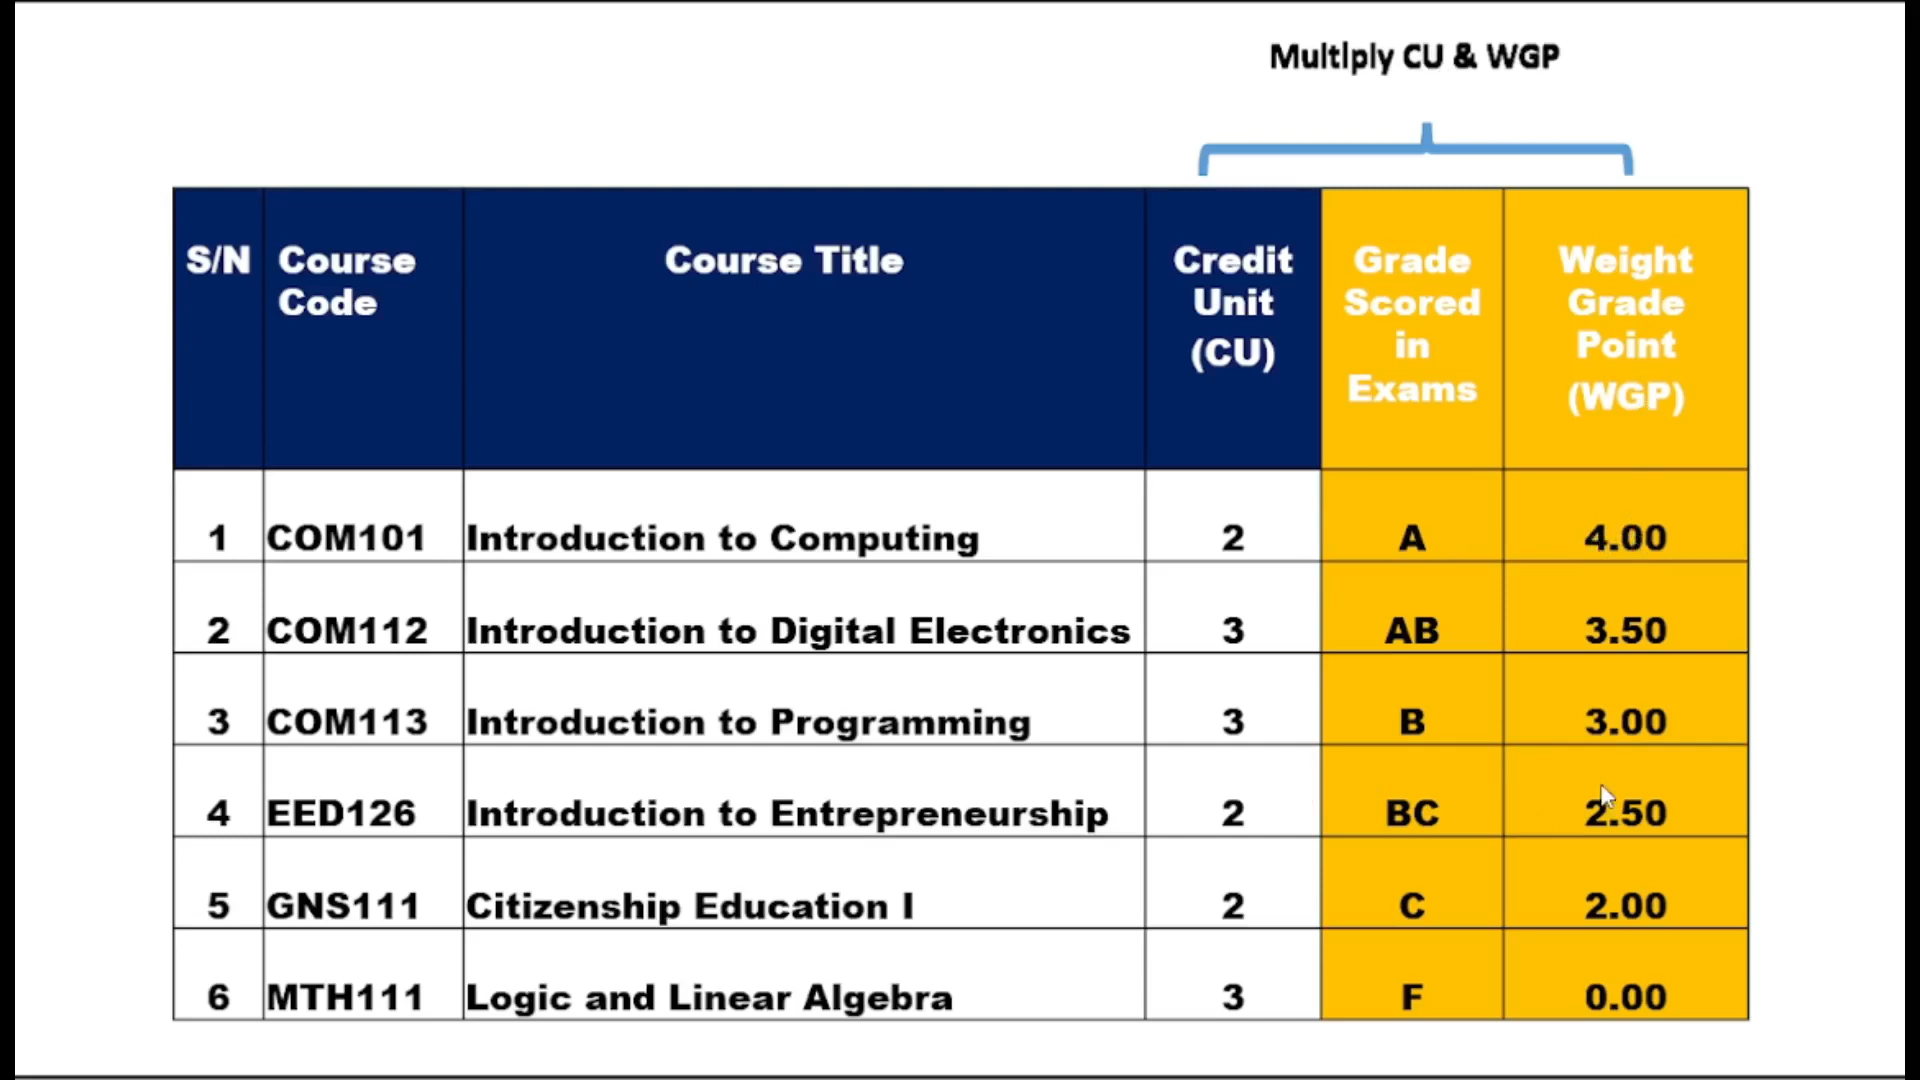 Multiply CU & WGP
S/N Course Code Course Title Credit Unit (CU) Grade Scored in Exams Weight Grade Point (WGP)
1 COM101 Introduction to Computing 2 A 4.00
2 COM112 Introduction to Digital Electronics 3 AB 3.50
3 COM113 Introduction to Programming 3 B 3.00
4 EED126 Introduction to Entrepreneurship 2 BC 2.50
5 GNS111 Citizenship Education I 2 C 2.00
6 MTH111 Logic and Linear Algebra 3 F 0.00